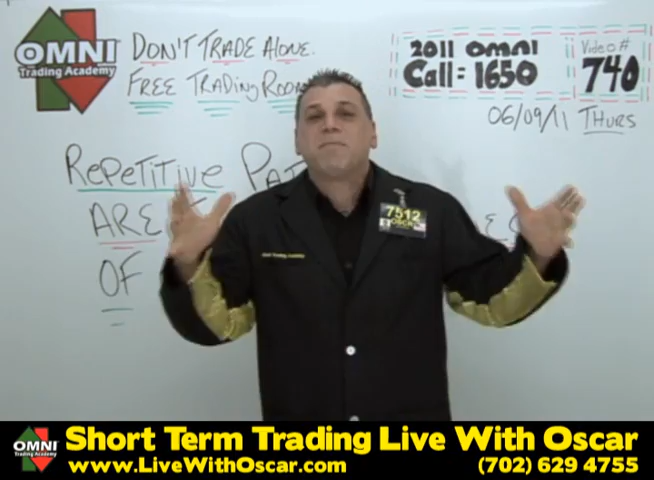 OMNI
Trading Academy
DON'T TRADE ALONE.
FREE TRADING ROOM
2011 OMNI
Call: 1650
Video #
740
06/09/11 THURS
REPETITIVE
ARE
OF
7512
OSCAR
OMNI
Trading Academy
Short Term Trading Live With Oscar
www.LiveWithOscar.com
(702) 629 4755